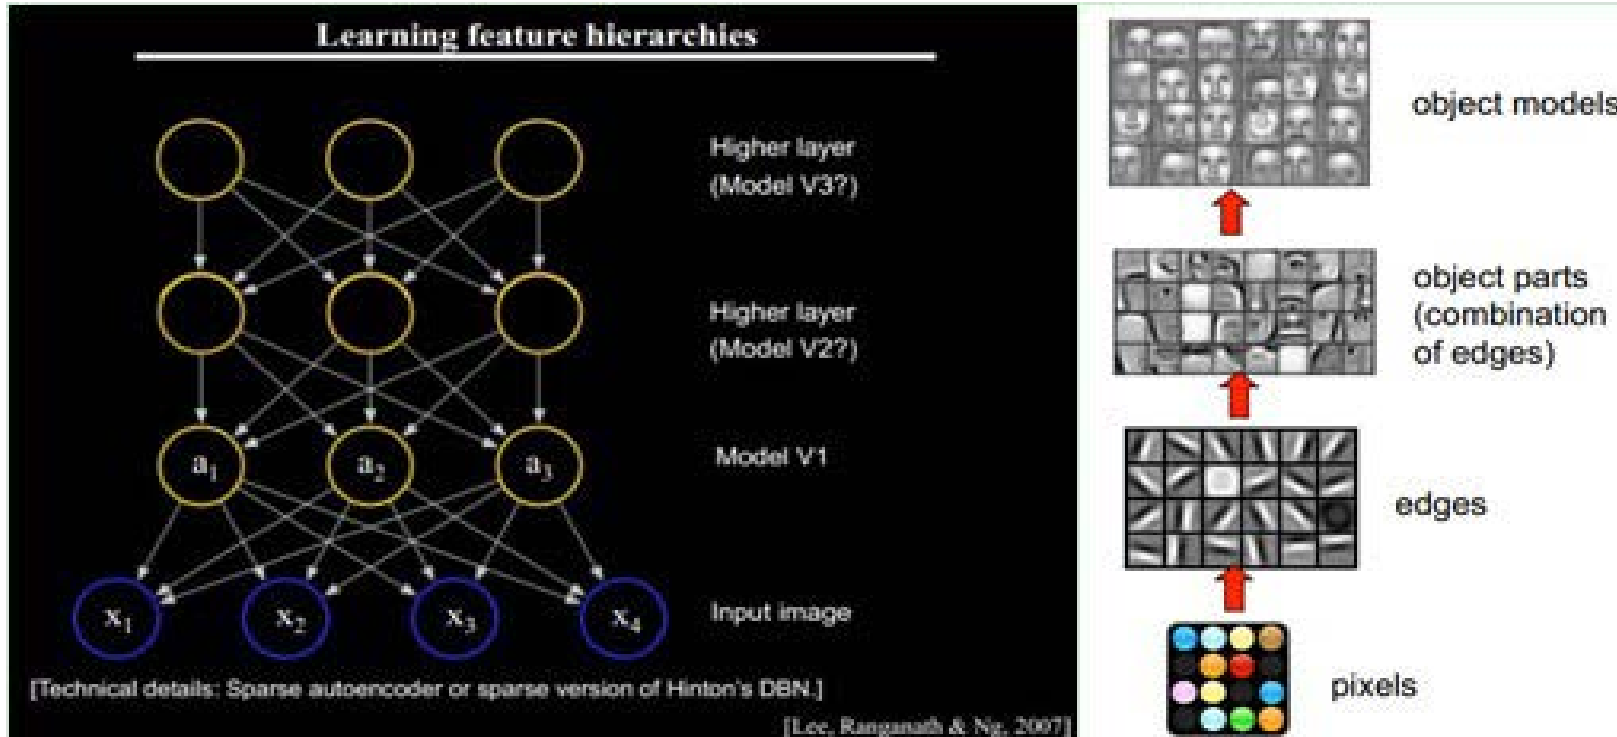 Learning feature hierarchies
Higher layer
(Model V3?)
Higher layer
(Model V2?)
a1
a2
a3
Model V1
x1
x2
x3
x4
Input image
[Technical details: Sparse autoencoder or sparse version of Hinton's DBN.]
[Lee, Ranganath & Ng, 2007]
object models
object parts
(combination
of edges)
edges
pixels